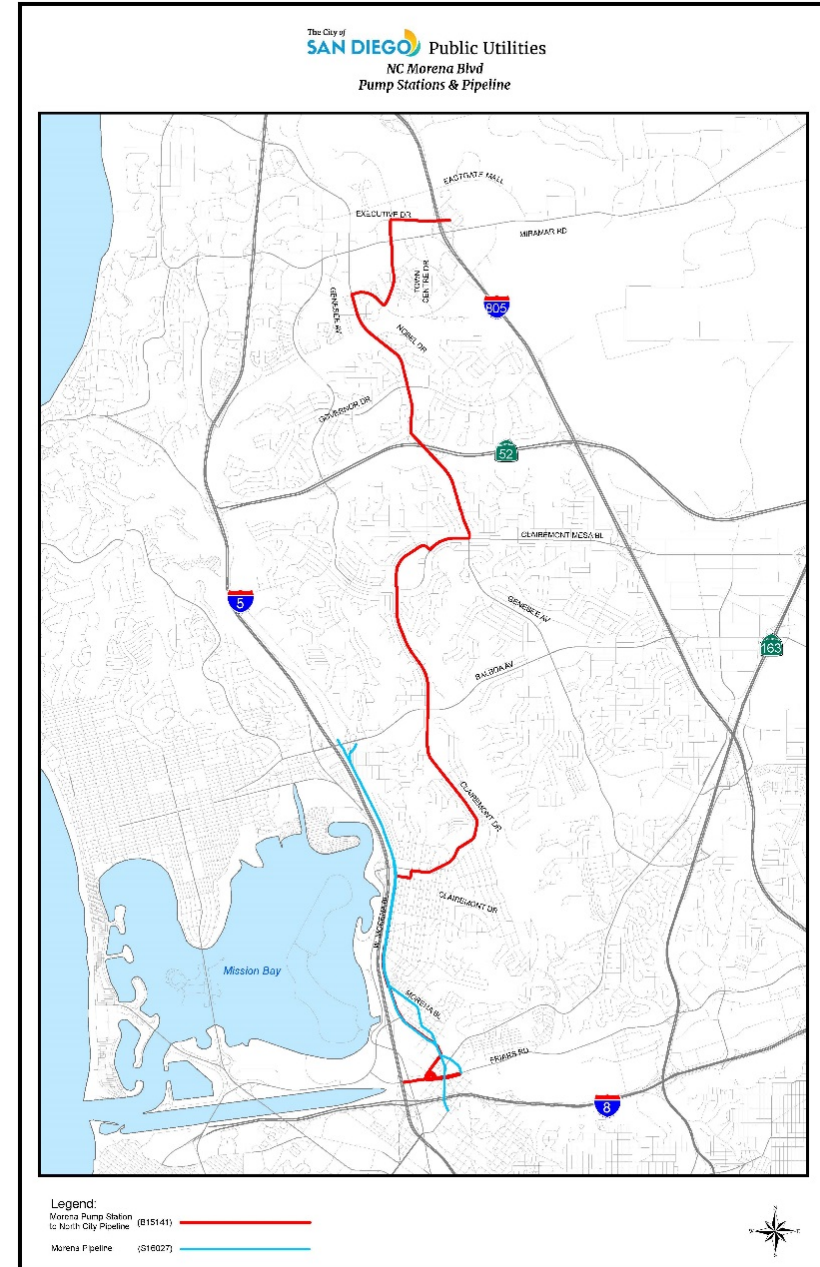 The City of
SAN DIEGO Public Utilities
NC Morena Blvd
Pump Stations & Pipeline
EASTGATE MALL
EXECUTIVE DR
MIRAMAR RD
TOWN
CENTRE DR
GENESEE AV
805
NOBEL DR
GOVERNOR DR
52
CLAIREMONT MESA BL
5
GENESEE AV
163
BALBOA AV
CLAIREMONT DR
CLAIREMONT DR
W. MORENA BL
Mission Bay
MORENA BL
FRIARS RD
8
Legend:
Morena Pump Station
to North City Pipeline (B15141)
Morena Pipeline (S16027)
W E